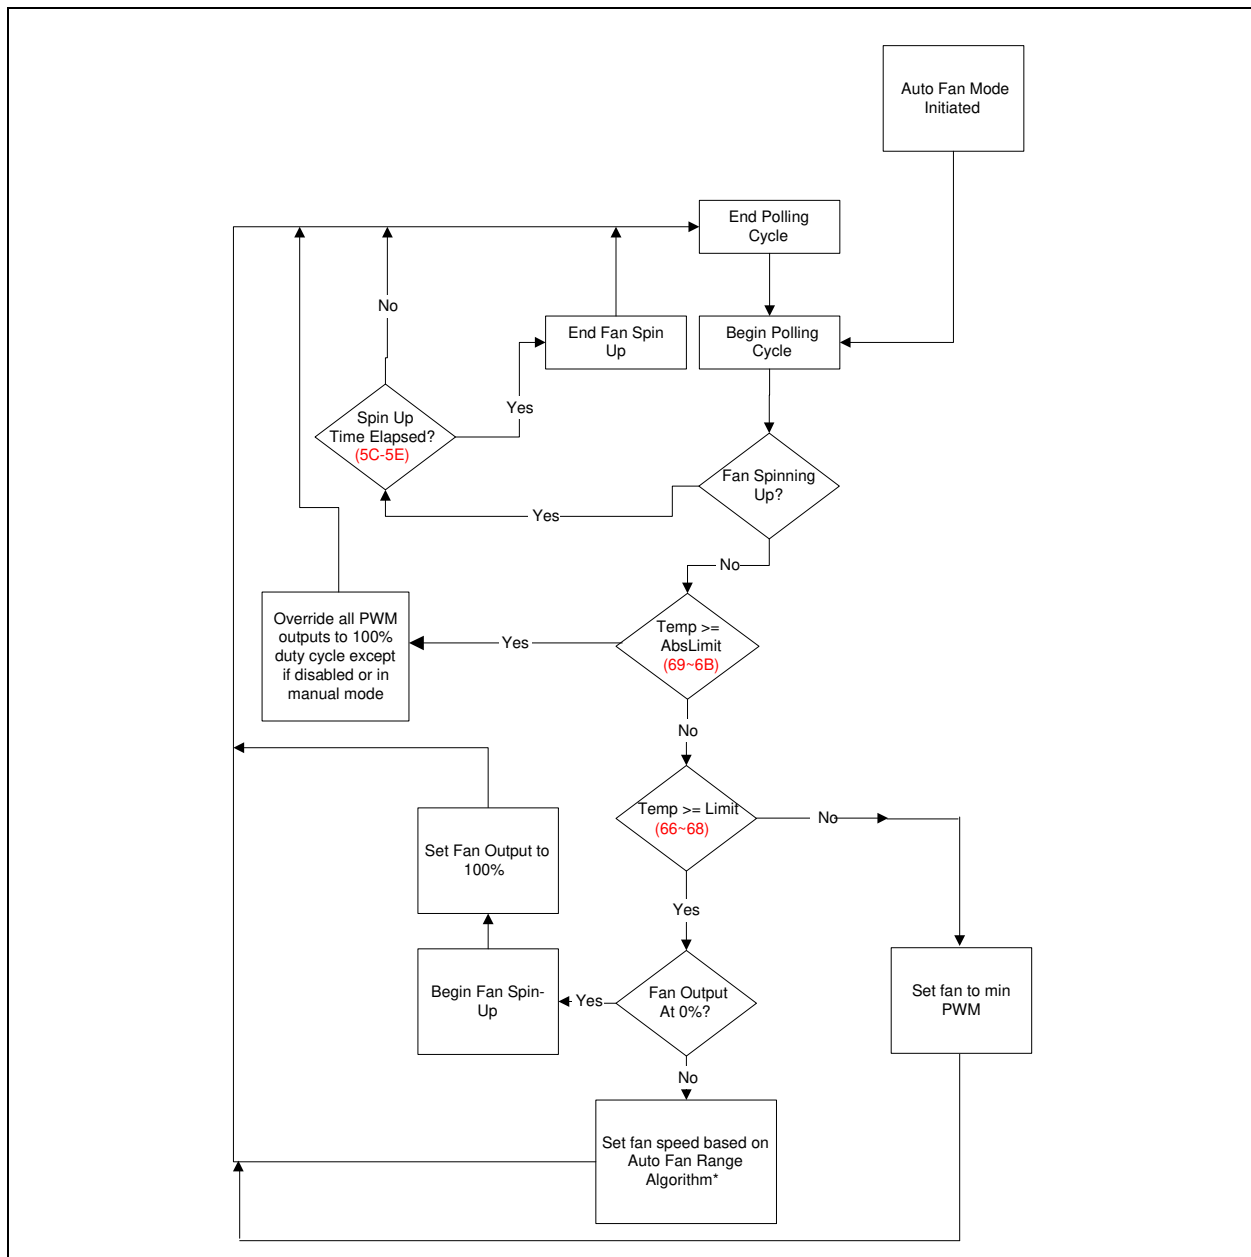 Auto Fan Mode
Initiated
End Polling
Cycle
No
End Fan Spin
Up
Begin Polling
Cycle
Yes
Spin Up
Time Elapsed?
(5C-5E)
Fan Spinning
Up?
Yes
No
Override all PWM
outputs to 100%
duty cycle except
if disabled or in
manual mode
Yes
Temp >=
AbsLimit
(69~6B)
No
Temp >= Limit
(66~68)
No
Set Fan Output to
100%
Yes
Begin Fan Spin-
Up
Yes
Fan Output
At 0%?
Set fan to min
PWM
No
Set fan speed based on
Auto Fan Range
Algorithm*